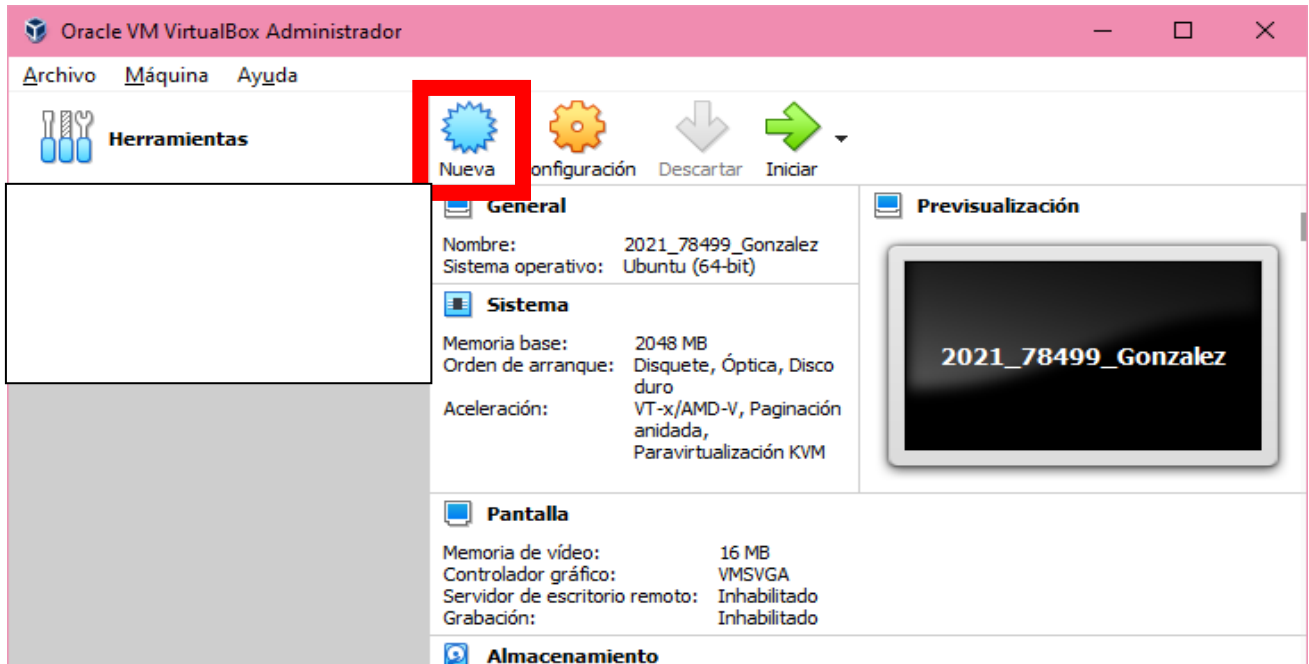 Oracle VM VirtualBox Administrador
Archivo Máquina Ayuda
Herramientas
Nueva onfiguración Descartar Iniciar
General
Nombre: 2021_78499_Gonzalez
Sistema operativo: Ubuntu (64-bit)
Sistema
Memoria base: 2048 MB
Orden de arranque: Disquete, Óptica, Disco
duro
Aceleración: VT-x/AMD-V, Paginación
anidada,
Paravirtualización KVM
Previsualización
2021_78499_Gonzalez
Pantalla
Memoria de vídeo: 16 MB
Controlador gráfico: VMSVGA
Servidor de escritorio remoto: Inhabilitado
Grabación: Inhabilitado
Almacenamiento